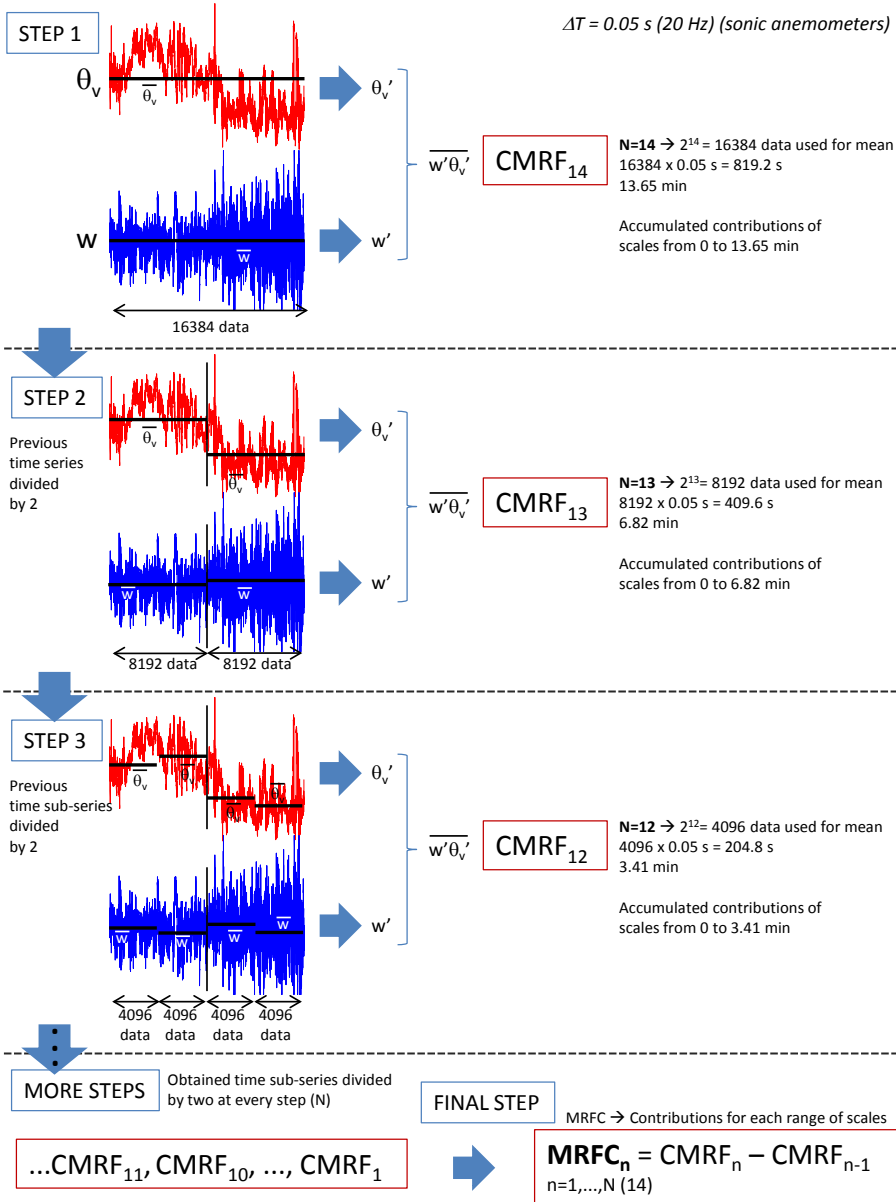 STEP 1
ΔT = 0.05 s (20 Hz) (sonic anemometers)
θv
θv
θv’
w’θv’
CMRF14
N=14 → 2^14 = 16384 data used for mean
16384 x 0.05 s = 819.2 s
13.65 min
Accumulated contributions of
scales from 0 to 13.65 min
w
w
w’
16384 data
STEP 2
Previous
time series
divided
by 2
θv
θv
θv’
w’θv’
CMRF13
N=13 → 2^13= 8192 data used for mean
8192 x 0.05 s = 409.6 s
6.82 min
Accumulated contributions of
scales from 0 to 6.82 min
w
w
w’
8192 data
8192 data
STEP 3
Previous
time sub-series
divided
by 2
θv
θv
θv
θv
θv’
w’θv’
CMRF12
N=12 → 2^12= 4096 data used for mean
4096 x 0.05 s = 204.8 s
3.41 min
Accumulated contributions of
scales from 0 to 3.41 min
w
w
w
w
w’
4096 data
4096 data
4096 data
4096 data
MORE STEPS
Obtained time sub-series divided
by two at every step (N)
...CMRF11, CMRF10, ..., CMRF1
FINAL STEP
MRFC → Contributions for each range of scales
MRFCn = CMRFn – CMRFn-1
n=1,...,N (14)